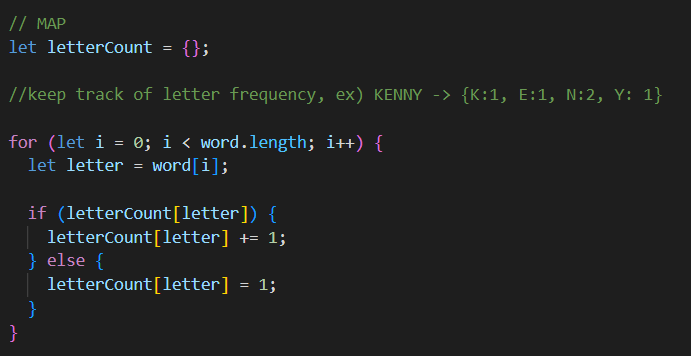 // MAP
let letterCount = {};
//keep track of letter frequency, ex) KENNY -> {K:1, E:1, N:2, Y: 1}
for (let i = 0; i < word.length; i++) {
let letter = word[i];
if (letterCount[letter]) {
letterCount[letter] += 1;
} else {
letterCount[letter] = 1;
}
}